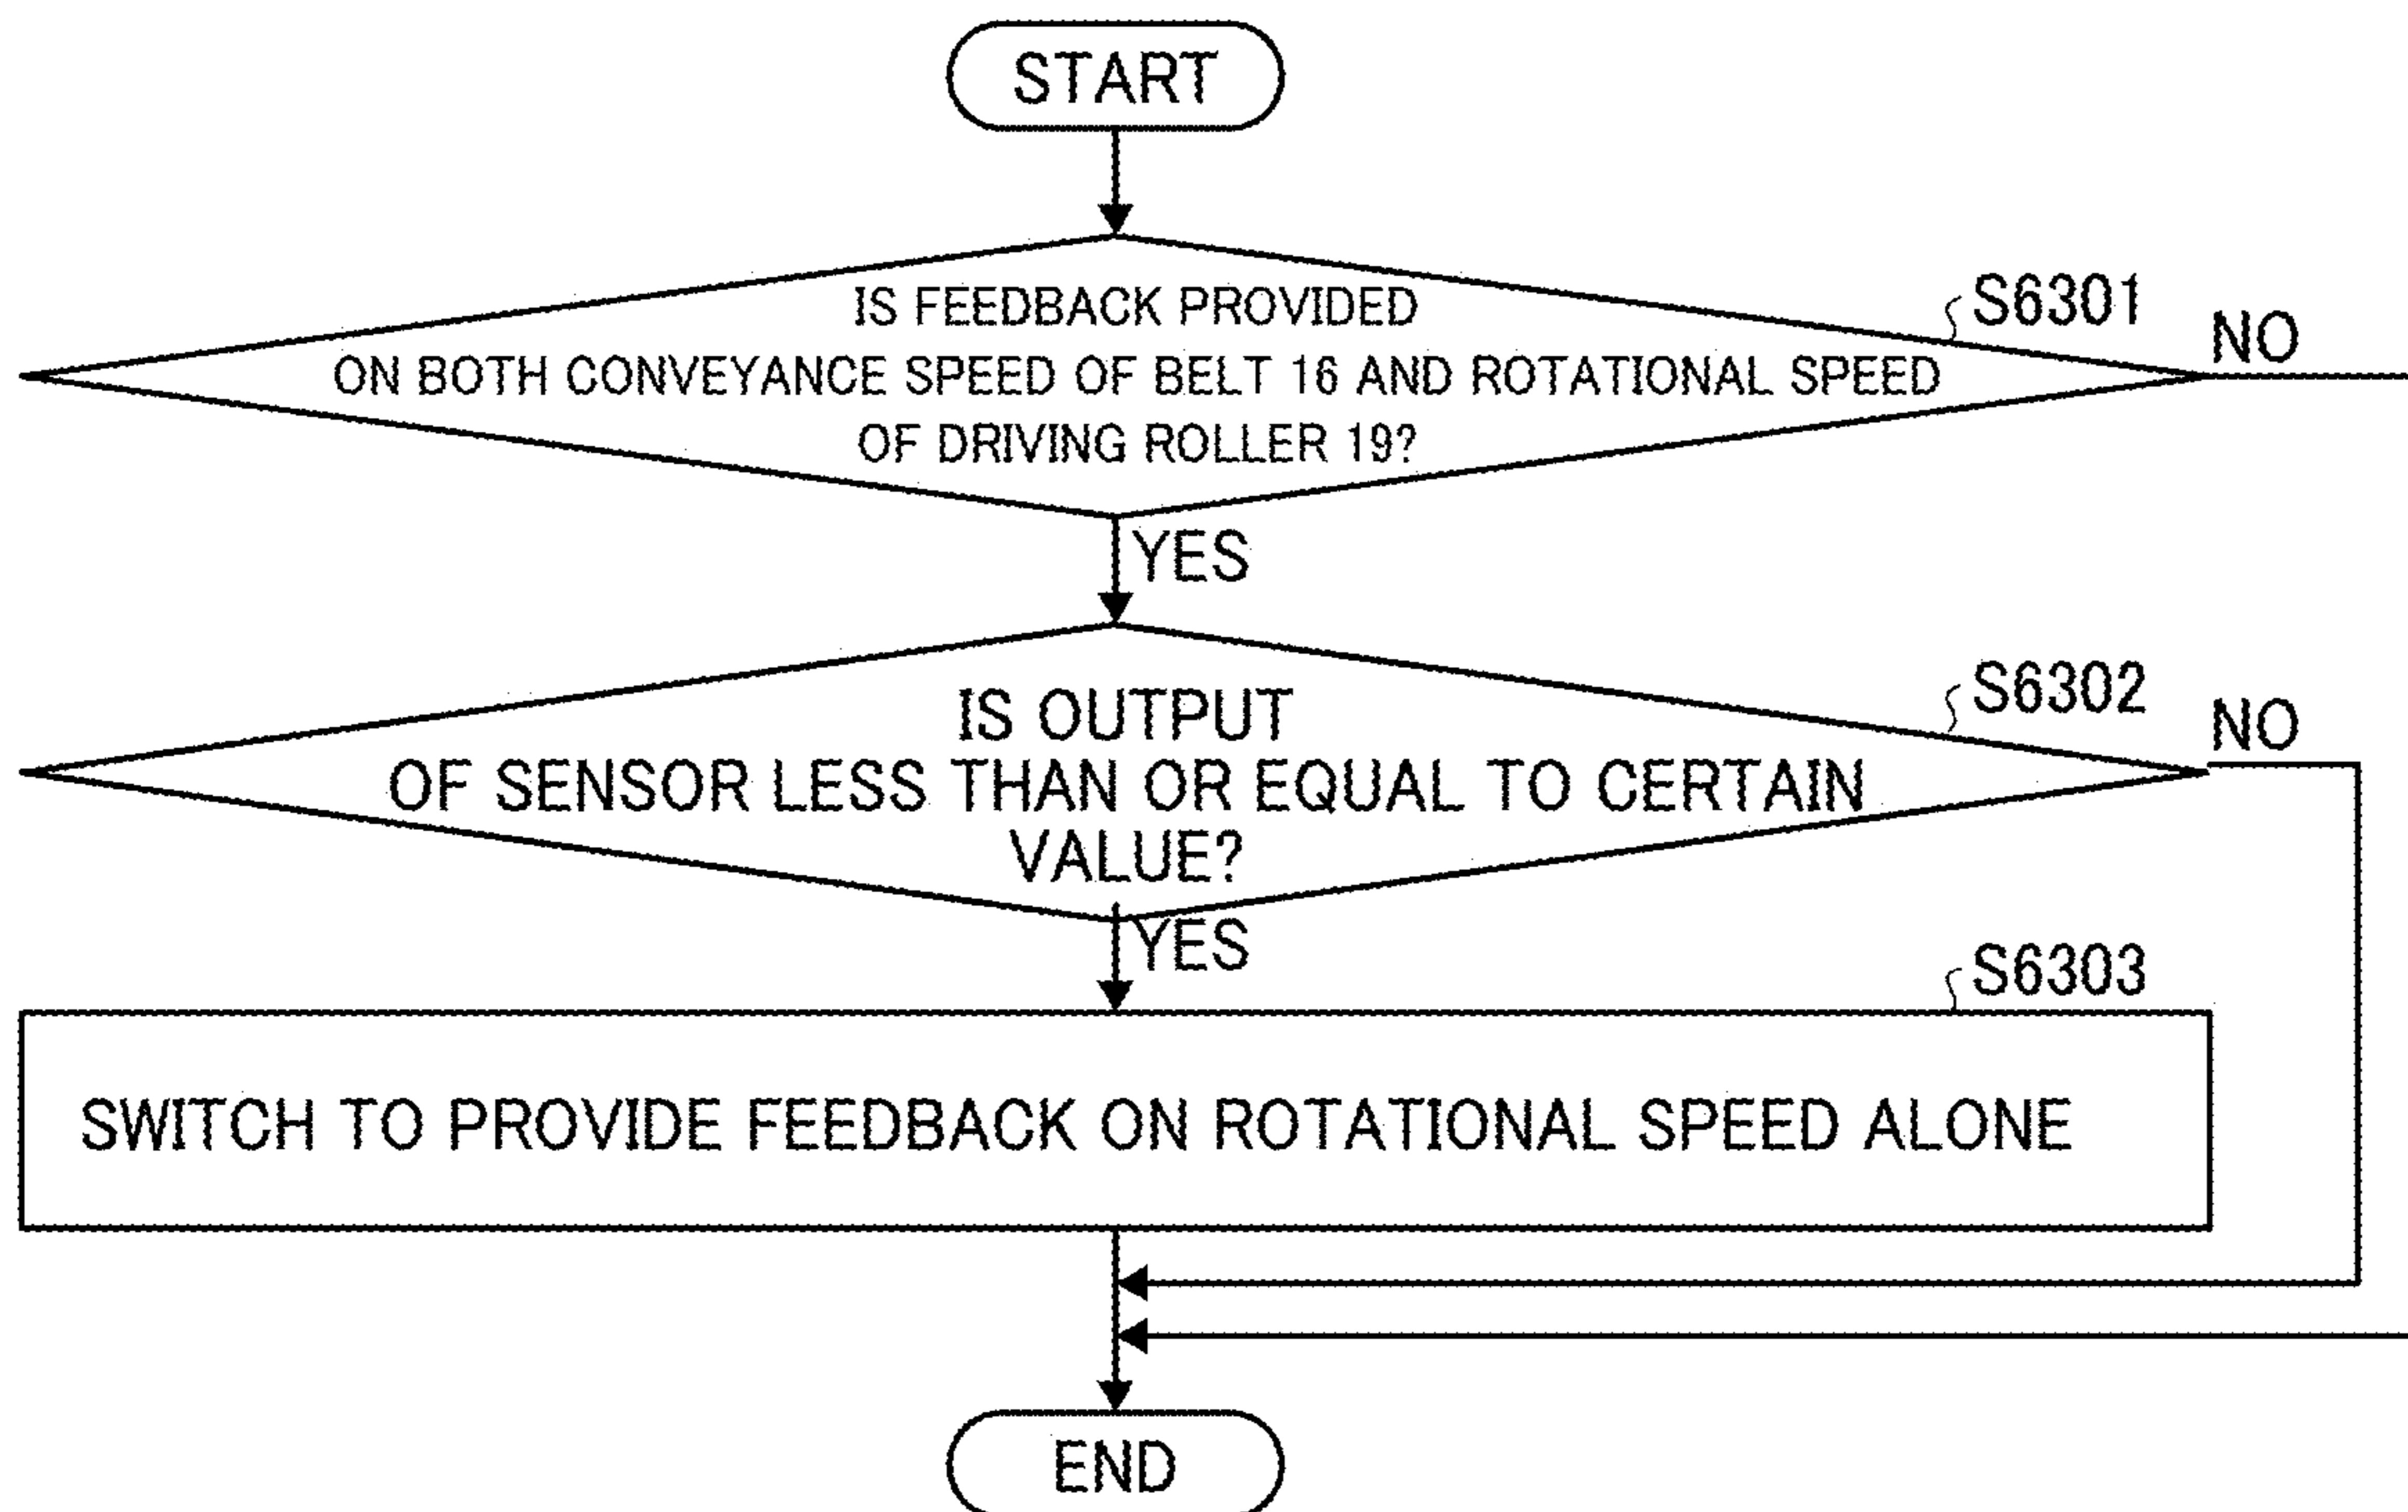 START
IS FEEDBACK PROVIDED
ON BOTH CONVEYANCE SPEED OF BELT 16 AND ROTATIONAL SPEED
OF DRIVING ROLLER 19?
S6301
NO
YES
IS OUTPUT
OF SENSOR LESS THAN OR EQUAL TO CERTAIN
VALUE?
S6302
NO
YES
S6303
SWITCH TO PROVIDE FEEDBACK ON ROTATIONAL SPEED ALONE
END